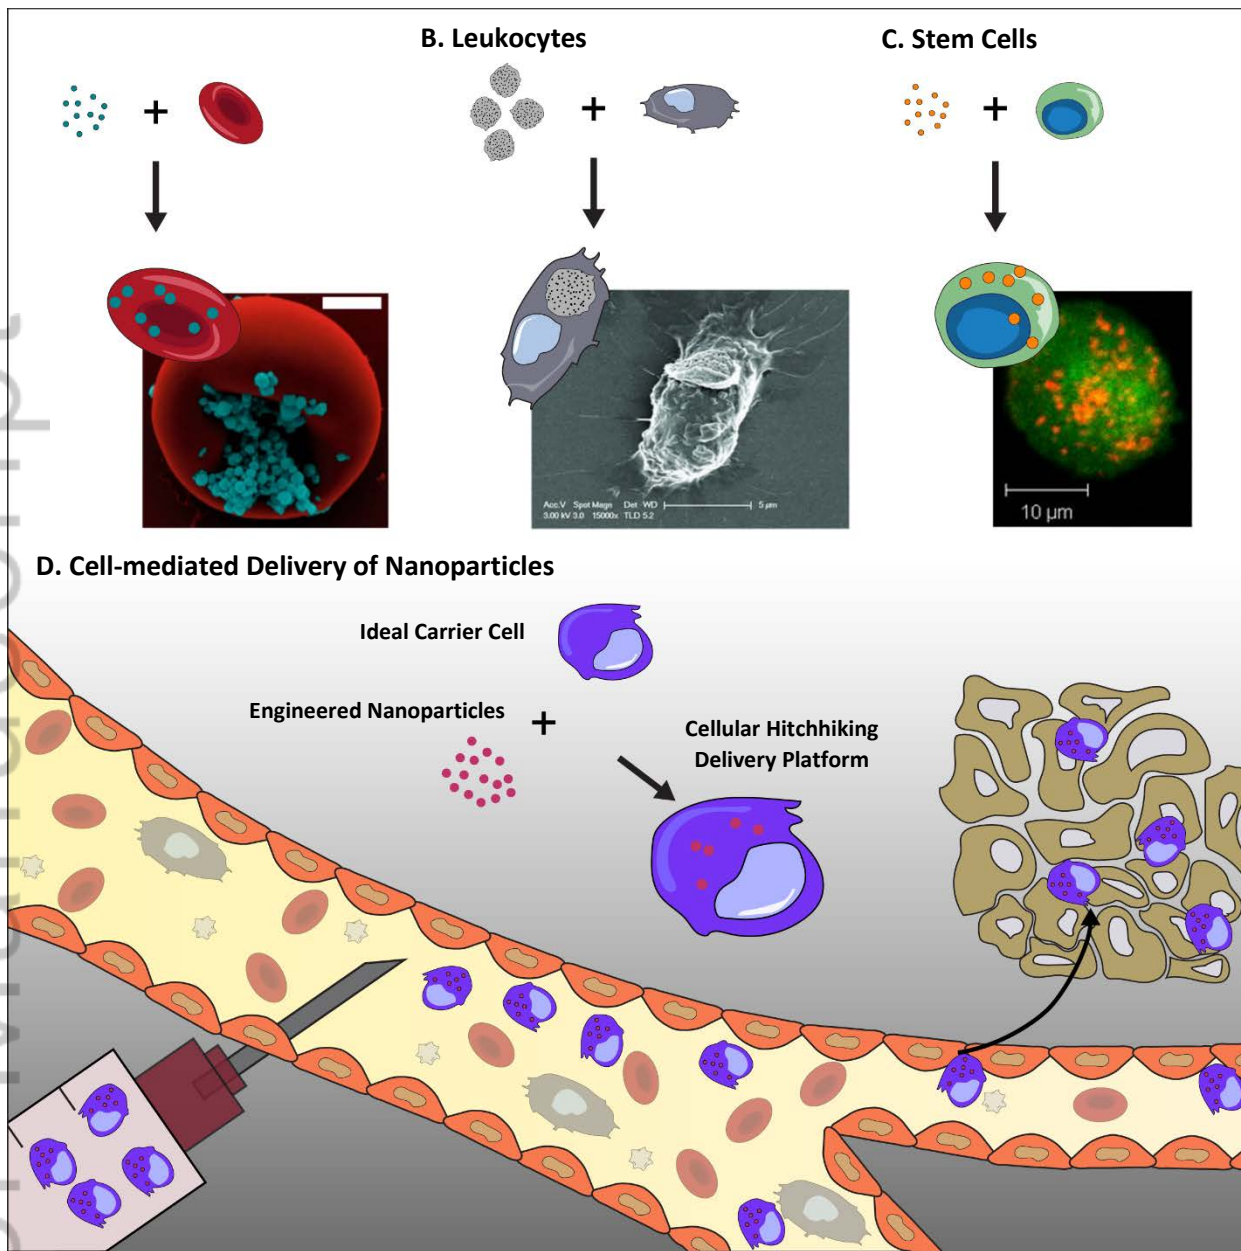 B. Leukocytes
C. Stem Cells
+
+
+
Acc.V Spot Magn Det WD
3.00 kV 3.0 15000x TLD 5.2
5 µm
10 µm
D. Cell-mediated Delivery of Nanoparticles
Ideal Carrier Cell
Engineered Nanoparticles
+
Cellular Hitchhiking
Delivery Platform